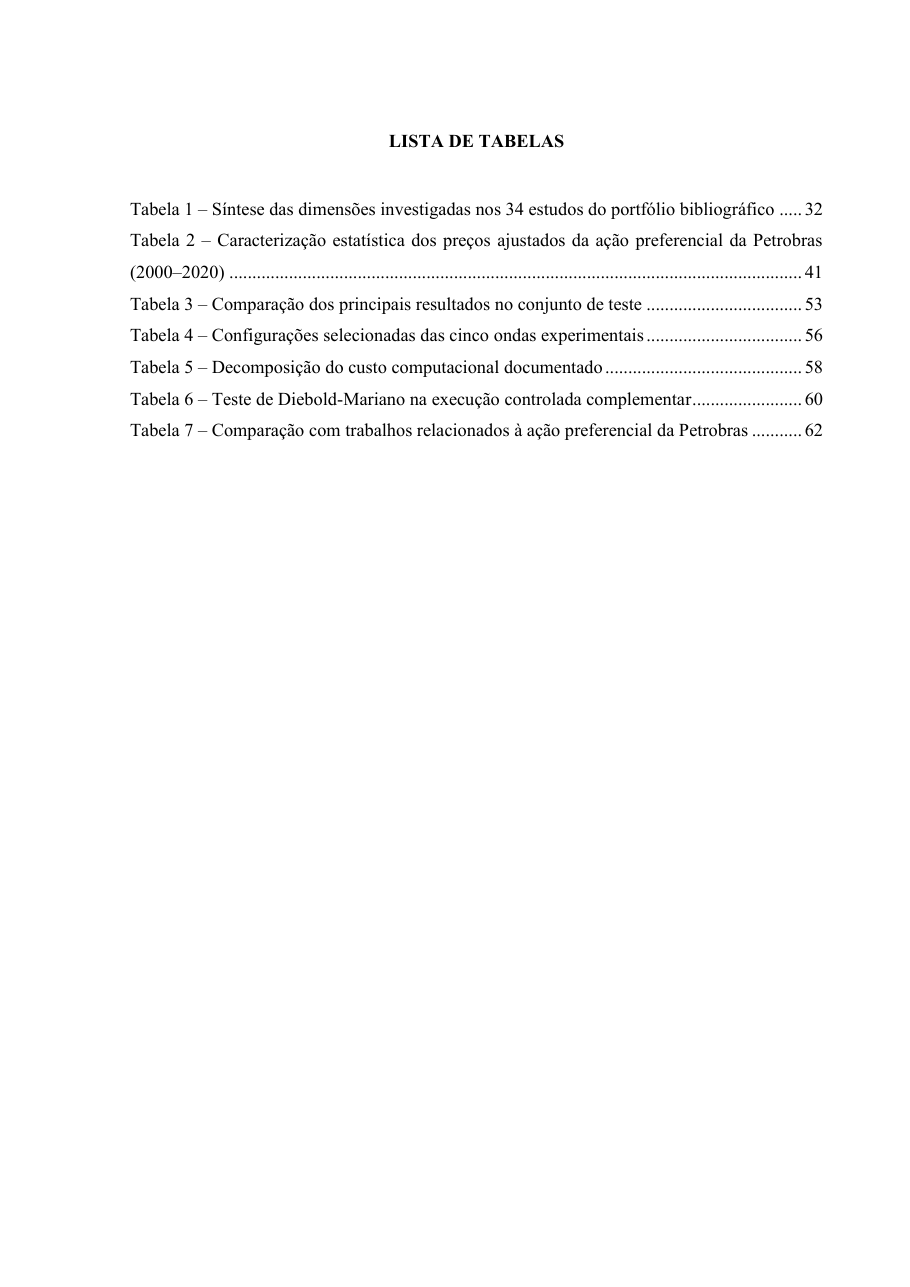 LISTA DE TABELAS
Tabela 1 – Síntese das dimensões investigadas nos 34 estudos do portfólio bibliográfico ..... 32
Tabela 2 – Caracterização estatística dos preços ajustados da ação preferencial da Petrobras
(2000–2020) ............................................................................................................................. 41
Tabela 3 – Comparação dos principais resultados no conjunto de teste .................................. 53
Tabela 4 – Configurações selecionadas das cinco ondas experimentais .................................. 56
Tabela 5 – Decomposição do custo computacional documentado ........................................... 58
Tabela 6 – Teste de Diebold-Mariano na execução controlada complementar........................ 60
Tabela 7 – Comparação com trabalhos relacionados à ação preferencial da Petrobras ........... 62